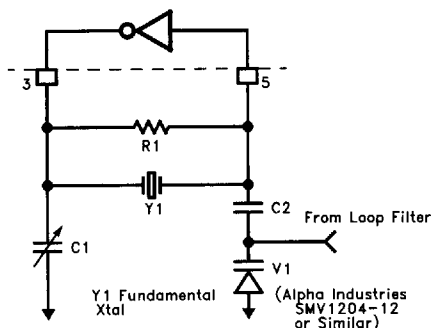 3
5
R1
Y1
C2
From Loop Filter
C1
V1
Y1 Fundamental
Xtal
(Alpha Industries
SMV1204-12
or Similar)